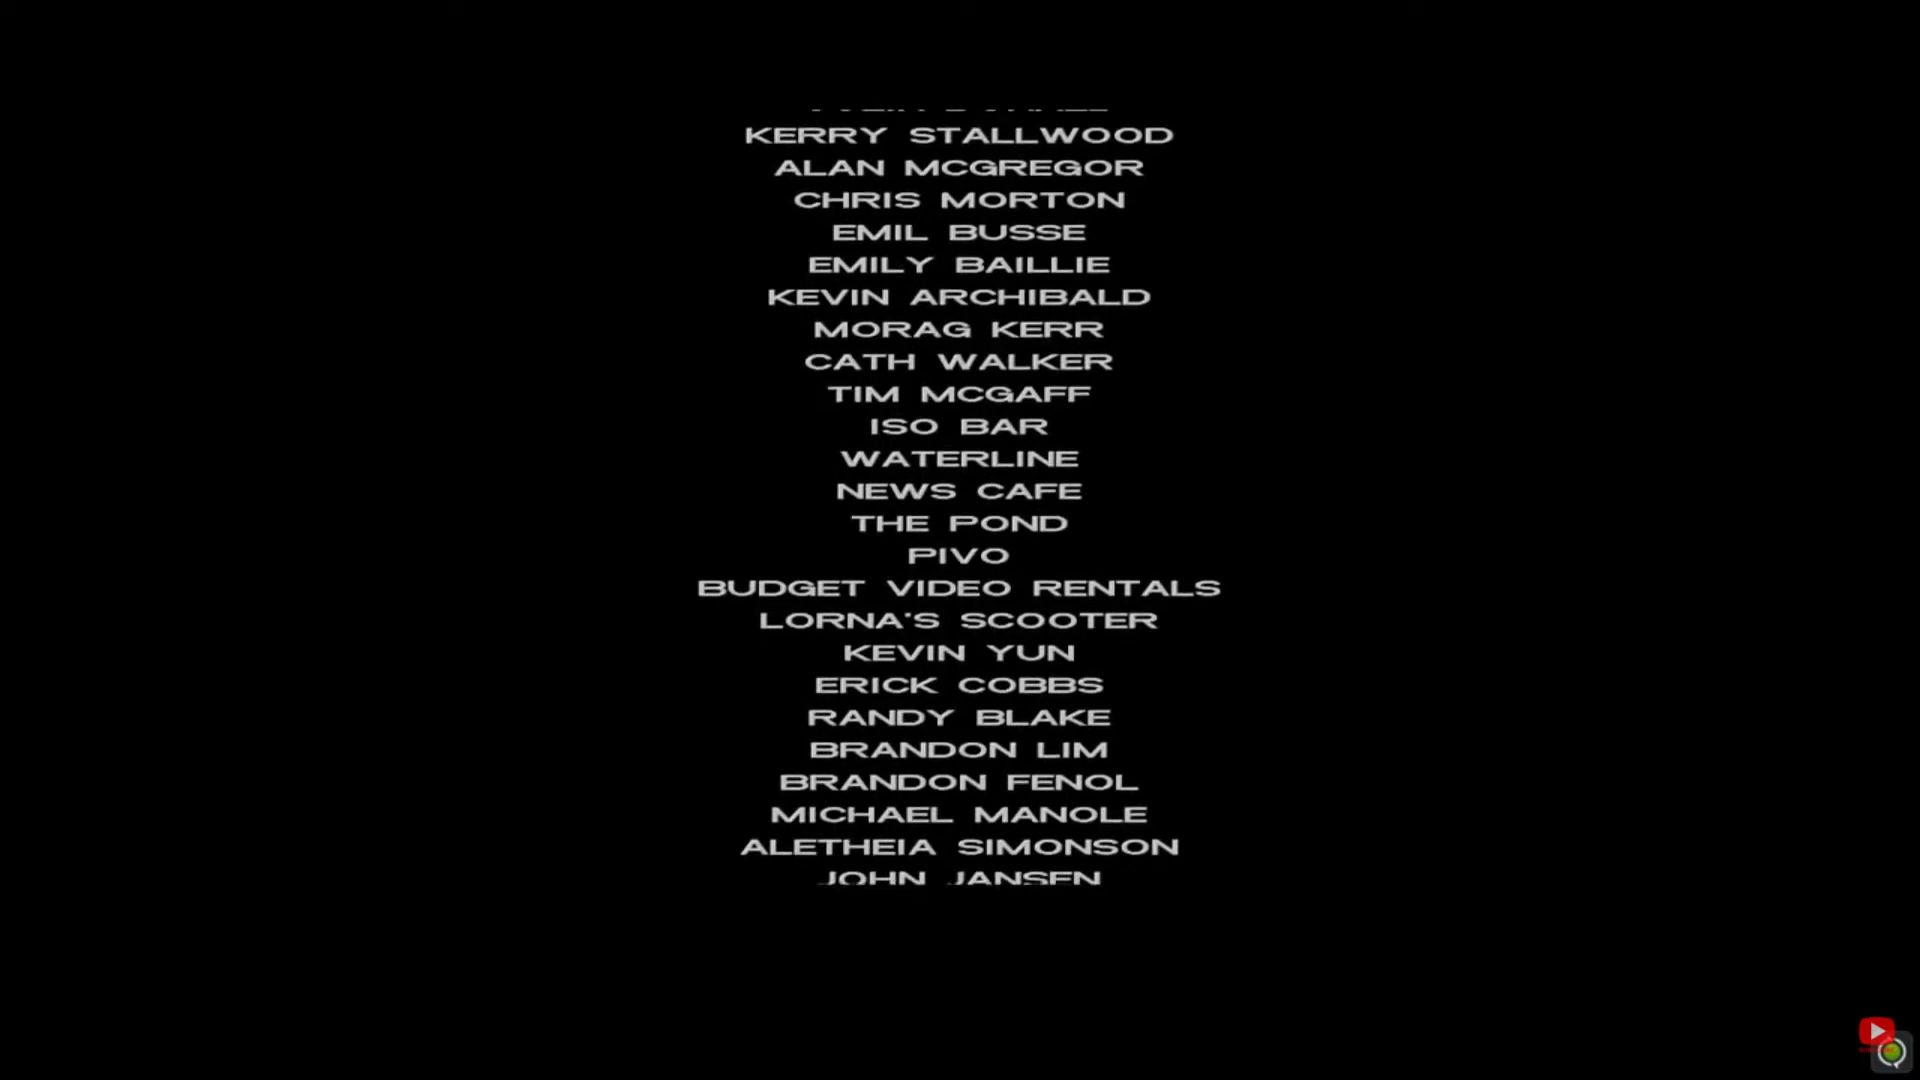 KERRY STALLWOOD
ALAN MCGREGOR
CHRIS MORTON
EMIL BUSSE
EMILY BAILLIE
KEVIN ARCHIBALD
MORAG KERR
CATH WALKER
TIM MCGAFF
ISO BAR
WATERLINE
NEWS CAFE
THE POND
PIVO
BUDGET VIDEO RENTALS
LORNA'S SCOOTER
KEVIN YUN
ERICK COBBS
RANDY BLAKE
BRANDON LIM
BRANDON FENOL
MICHAEL MANOLE
ALETHEIA SIMONSON
JOHN JANSEN